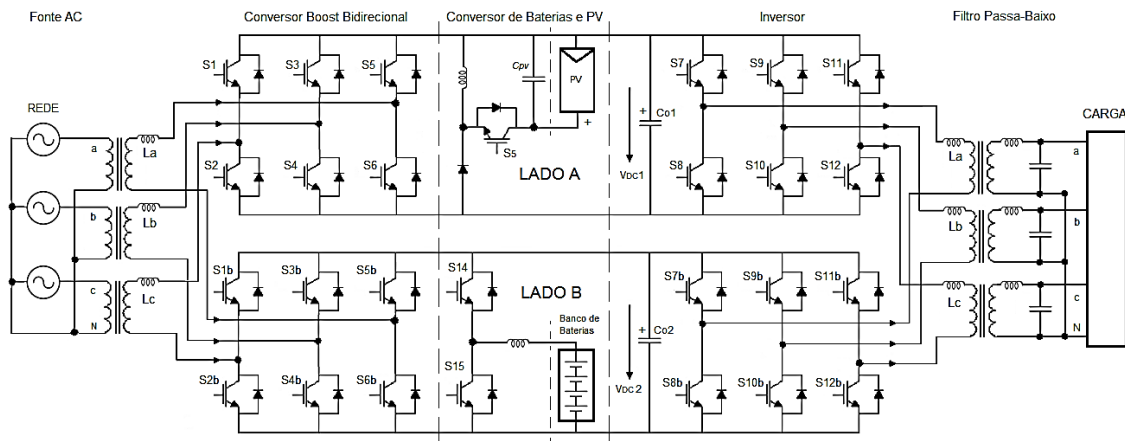 Fonte AC
Conversor Boost Bidirecional
Conversor de Baterias e PV
Inversor
Filtro Passa-Baixo
S1
S3
S5
Cpv
PV
+
S5
LADO A
+
Co1
VDC1
S7
S9
S11
REDE
CARGA
a
La
S2
S4
S6
S8
S10
S12
La
a
b
Lb
Lb
b
c
N
Lc
Lc
c
N
S1b
S3b
S5b
S14
LADO B
Banco de
Baterias
S15
+
Co2
VDC2
S7b
S9b
S11b
S2b
S4b
S6b
S8b
S10b
S12b